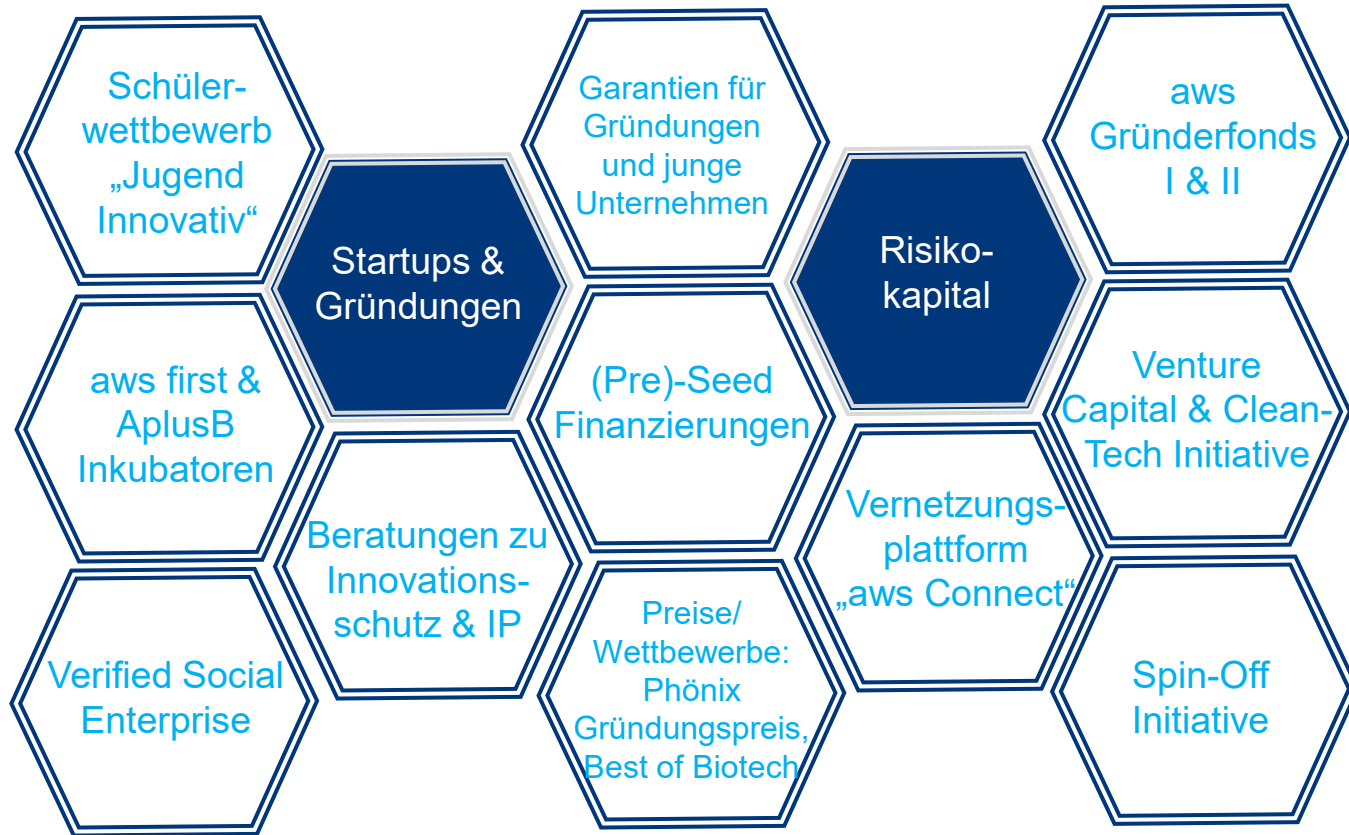 Schüler-
wettbewerb
„Jugend
Innovativ“
aws first &
AplusB
Inkubatoren
Verified Social
Enterprise
Startups &
Gründungen
Beratungen zu
Innovations-
schutz & IP
Garantien für
Gründungen
und junge
Unternehmen
(Pre)-Seed
Finanzierungen
Preise/
Wettbewerbe:
Phönix
Gründungspreis,
Best of Biotech
Risiko-
kapital
Vernetzungs-
plattform
„aws Connect“
aws
Gründerfonds
I & II
Venture
Capital & Clean-
Tech Initiative
Spin-Off
Initiative